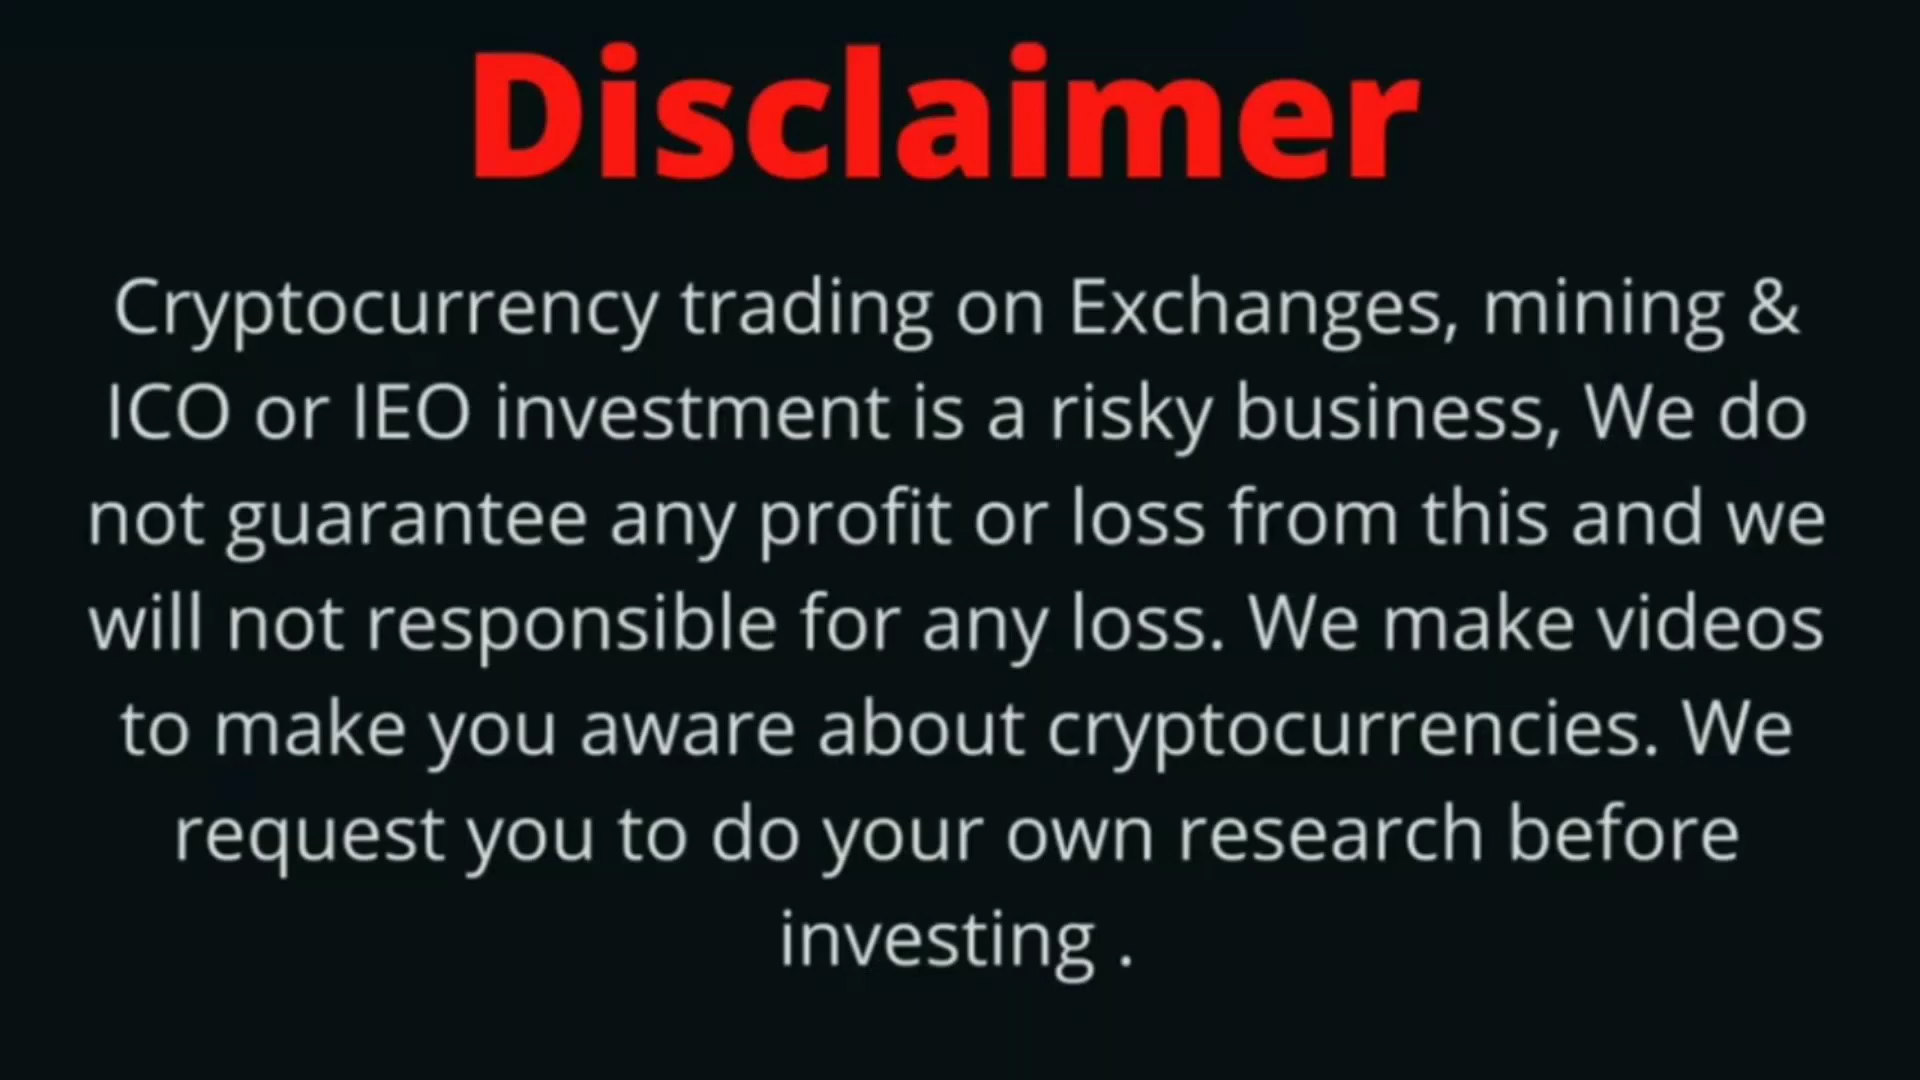 Disclaimer
Cryptocurrency trading on Exchanges, mining &
ICO or IEO investment is a risky business, We do
not guarantee any profit or loss from this and we
will not responsible for any loss. We make videos
to make you aware about cryptocurrencies. We
request you to do your own research before
investing .